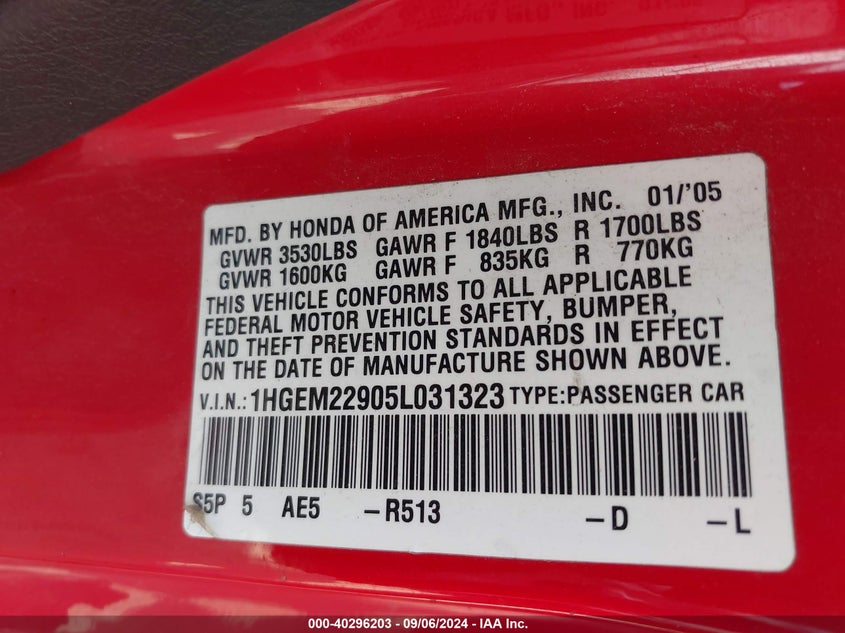 MFD. BY HONDA OF AMERICA MFG., INC. 01/'05
GVWR 3530LBS GAWR F 1840LBS R 1700LBS
GVWR 1600KG GAWR F 835KG R 770KG
THIS VEHICLE CONFORMS TO ALL APPLICABLE
FEDERAL MOTOR VEHICLE SAFETY, BUMPER,
AND THEFT PREVENTION STANDARDS IN EFFECT
ON THE DATE OF MANUFACTURE SHOWN ABOVE.
V.I.N.: 1HGEM22905L031323 TYPE:PASSENGER CAR
S5P 5 AE5 -R513 -D -L
000-40296203 - 09/06/2024 - IAA Inc.